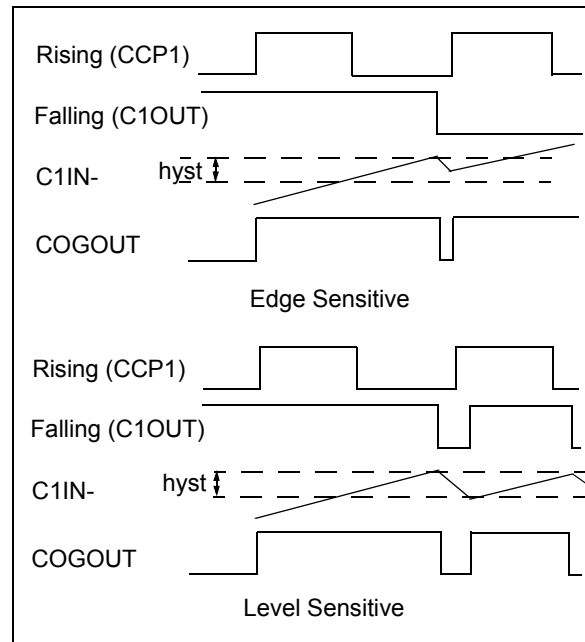 Rising (CCP1)
Falling (C1OUT)
hyst
C1IN-
COGOUT
Edge Sensitive
Rising (CCP1)
Falling (C1OUT)
hyst
C1IN-
COGOUT
Level Sensitive